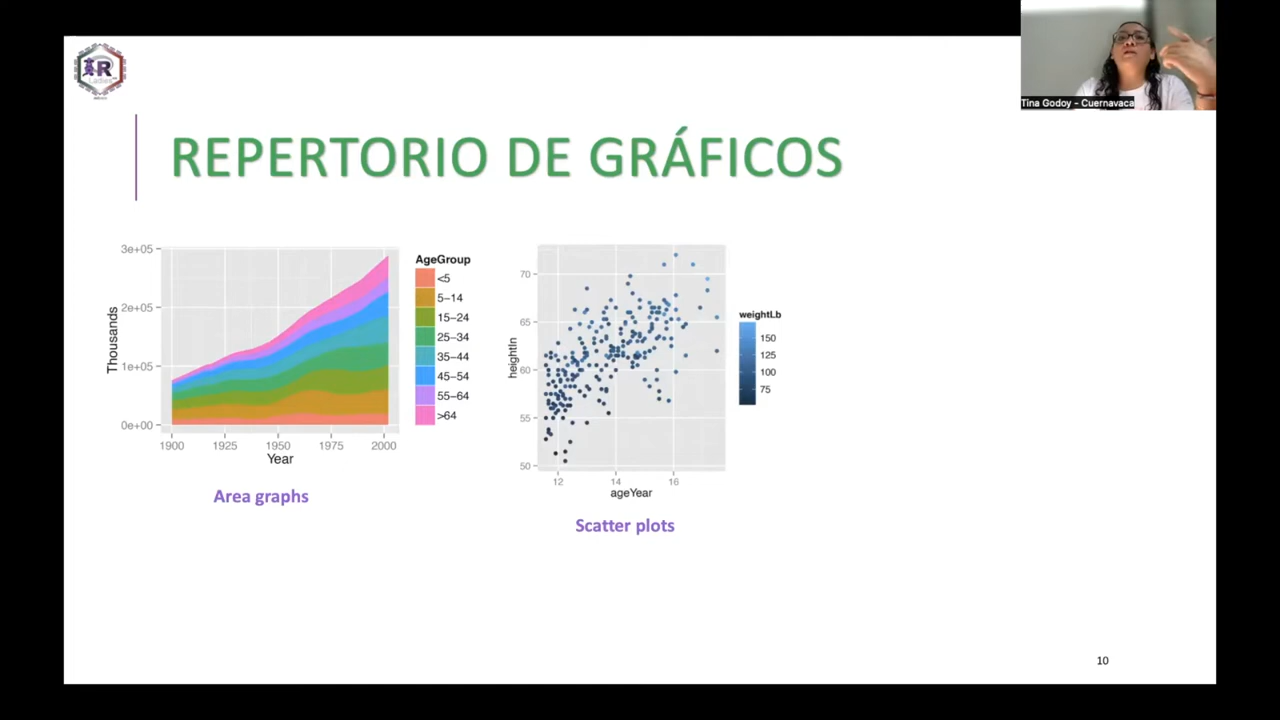 R
Ladies
Tina Godoy - Cuernavaca
REPERTORIO DE GRÁFICOS
3e+05
2e+05
1e+05
0e+00
Thousands
1900 1925 1950 1975 2000
Year
AgeGroup
<5
5–14
15–24
25–34
35–44
45–54
55–64
>64
Area graphs
70
65
60
55
50
heightIn
12 14 16
ageYear
weightLb
150
125
100
75
Scatter plots
10